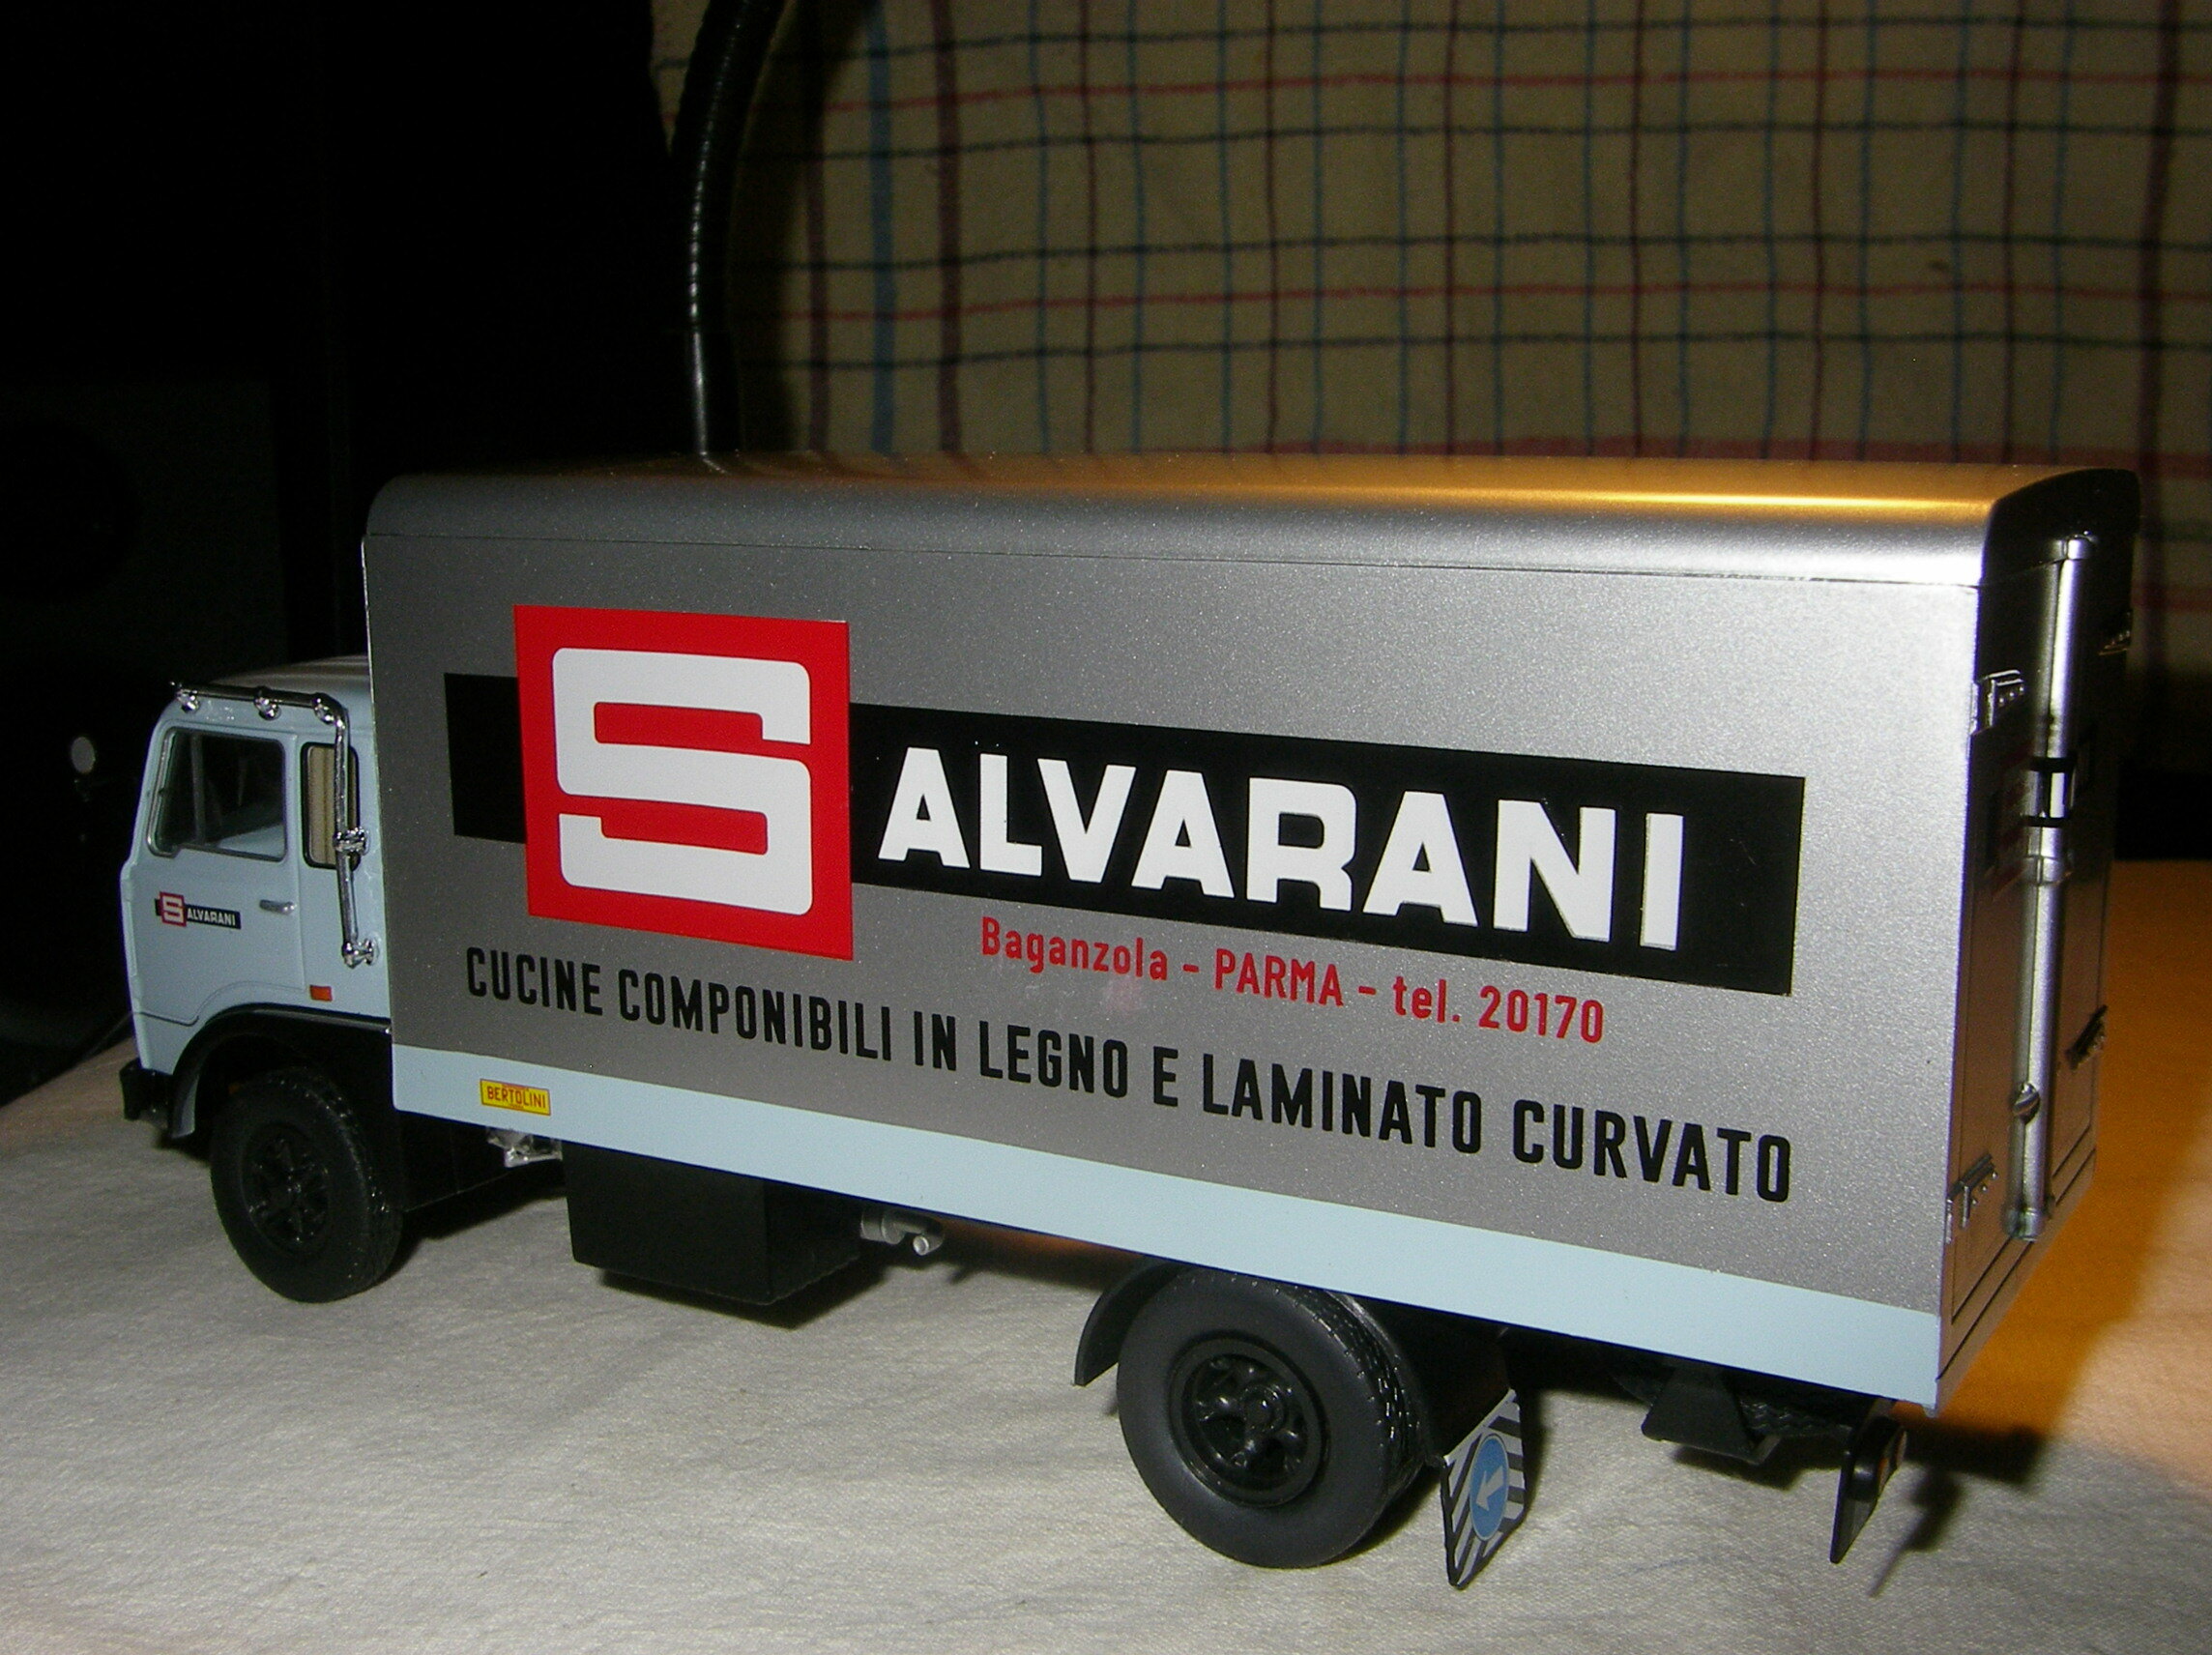 SALVARANI
Baganzola - PARMA - tel. 20170
CUCINE COMPONIBILI IN LEGNO E LAMINATO CURVATO
SALVARANI
BERTOLINI